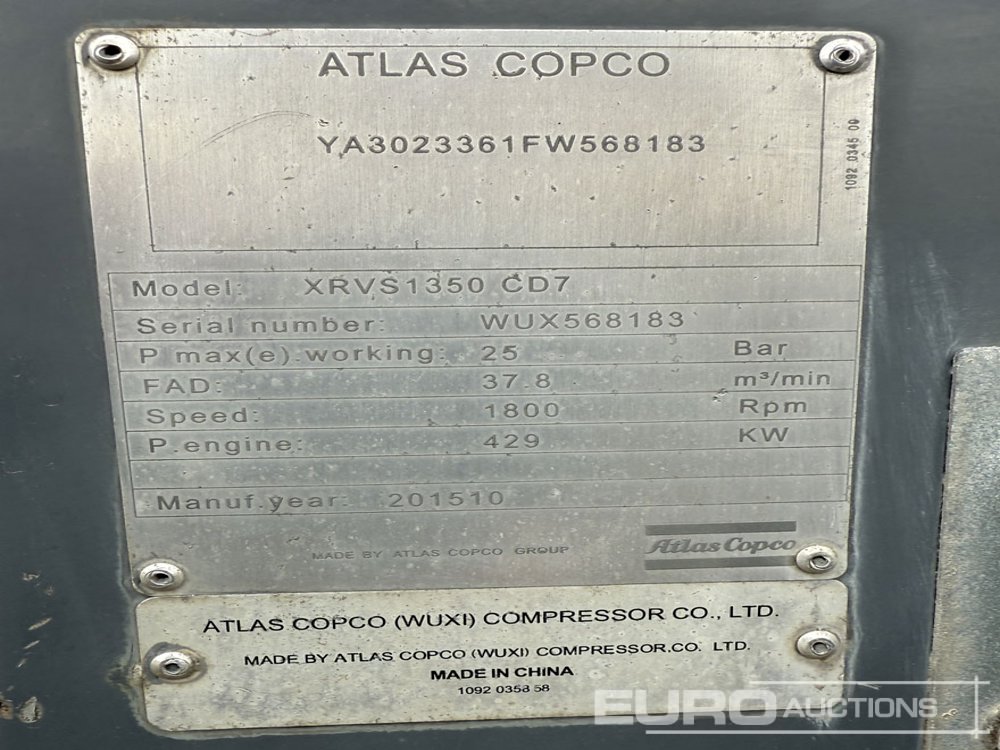 ATLAS COPCO
YA3023361FW568183
1092 0345 00
Model: XRVS1350 CD7
Serial number: WUX568183
P max(e).working: 25 Bar
FAD: 37.8 m³/min
Speed: 1800 Rpm
P.engine: 429 KW
Manuf.year: 201510
MADE BY ATLAS COPCO GROUP
Atlas Copco
ATLAS COPCO (WUXI) COMPRESSOR CO., LTD.
MADE BY ATLAS COPCO (WUXI) COMPRESSOR.CO. LTD.
MADE IN CHINA
1092 0358 58
EURO AUCTIONS